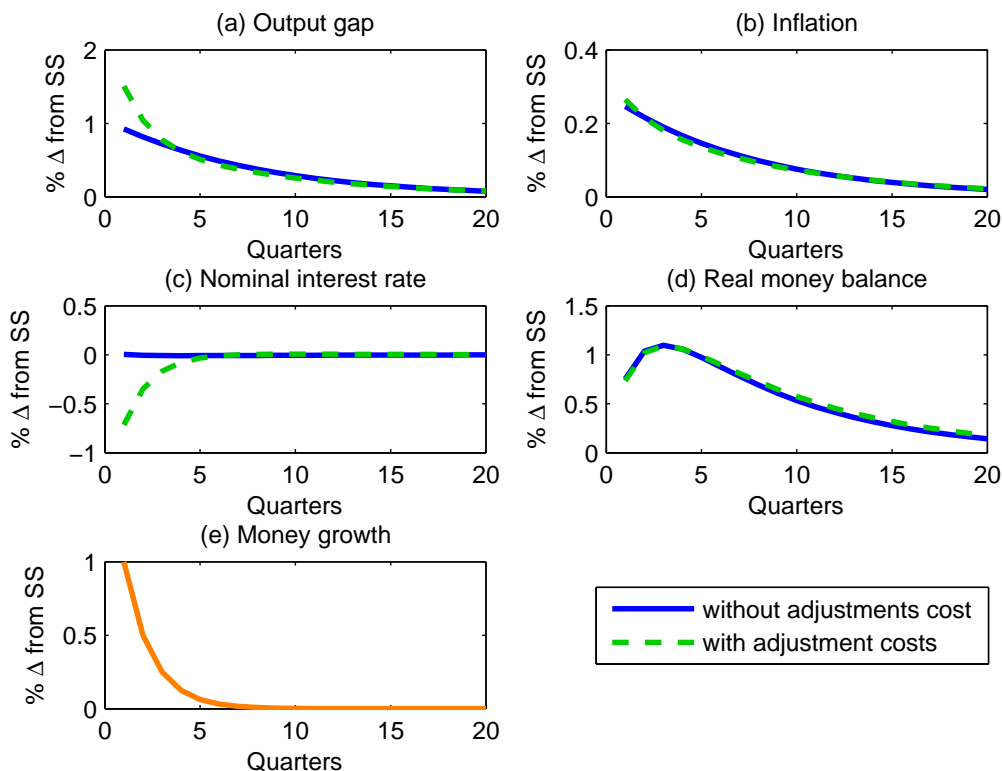 (a) Output gap
% Δ from SS
2
1
0
0 5 10 15 20
Quarters
(b) Inflation
% Δ from SS
0.4
0.2
0
0 5 10 15 20
Quarters
(c) Nominal interest rate
% Δ from SS
0.5
0
−0.5
−1
0 5 10 15 20
Quarters
(d) Real money balance
% Δ from SS
1.5
1
0.5
0
0 5 10 15 20
Quarters
(e) Money growth
% Δ from SS
1
0.5
0
0 5 10 15 20
Quarters
without adjustments cost
with adjustment costs